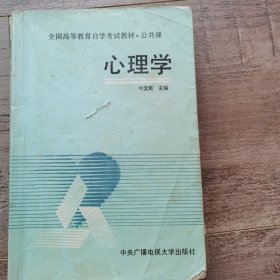 全国高等教育自学考试教材·公共课
心理学
叶奕乾 主编
中央广播电视大学出版社